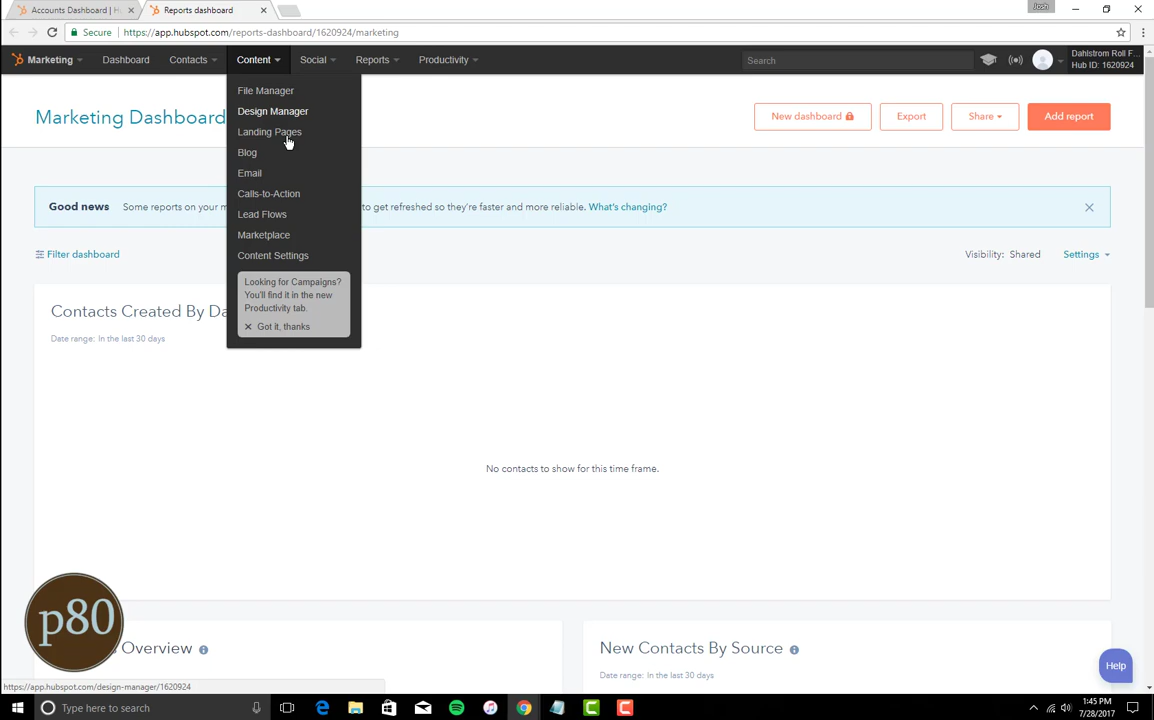 Accounts Dashboard | H
Reports dashboard
Josh
Secure
https://app.hubspot.com/reports-dashboard/1620924/marketing
Marketing
Dashboard
Contacts
Content
Social
Reports
Productivity
Search
Dahlstrom Roll F...
Hub ID: 1620924
File Manager
Design Manager
Landing Pages
Blog
Email
Calls-to-Action
Lead Flows
Marketplace
Content Settings
Looking for Campaigns?
You'll find it in the new
Productivity tab.
Got it, thanks
Marketing Dashboard
New dashboard
Export
Share
Add report
Good news Some reports on your m to get refreshed so they're faster and more reliable. What's changing?
Filter dashboard
Visibility: Shared
Settings
Contacts Created By Da
Date range: In the last 30 days
No contacts to show for this time frame.
p80
Overview
New Contacts By Source
Date range: In the last 30 days
Help
https://app.hubspot.com/design-manager/1620924
Type here to search
1:45 PM
7/28/2017